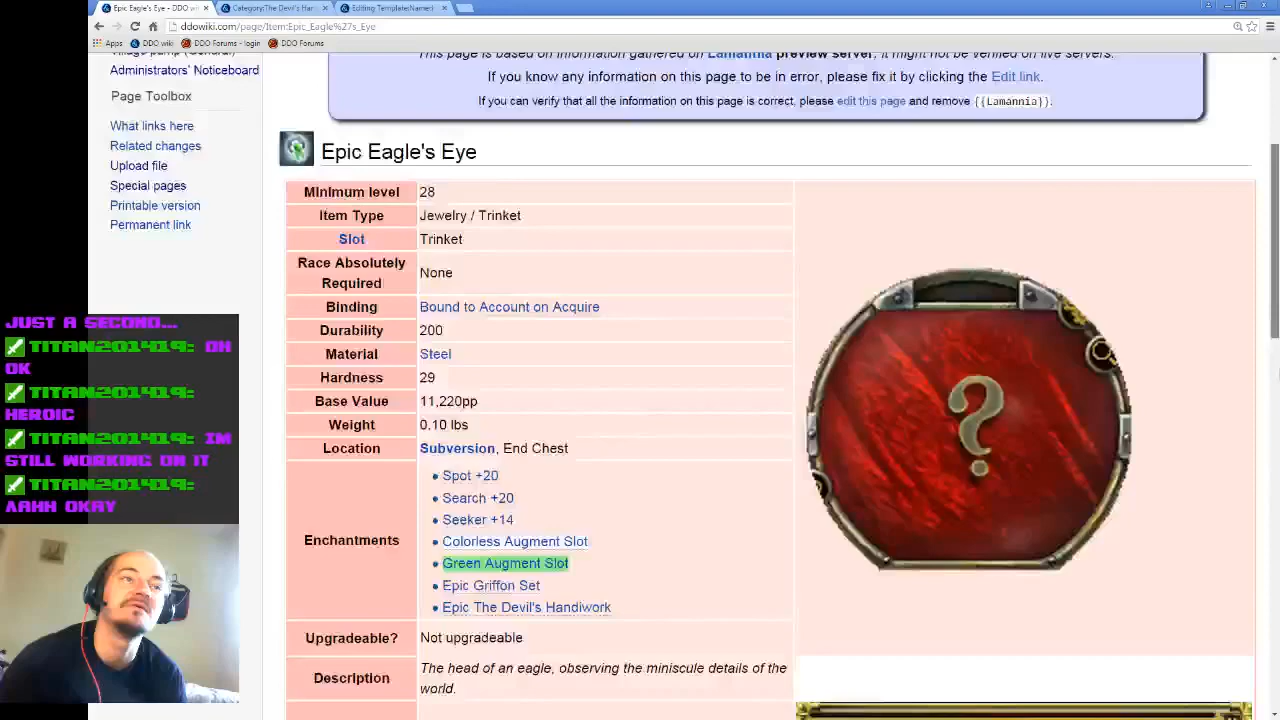 Epic Eagle's Eye - DDO wi
Category:The Devil's Han
Editing Template:Named
ddowiki.com/page/Item:Epic_Eagle%27s_Eye
Apps
DDO wiki
DDO Forums - login
DDO Forums
Village pump (General)
Administrators' Noticeboard
Page Toolbox
What links here
Related changes
Upload file
Special pages
Printable version
Permanent link
This page is based on information gathered in Lamannia preview server, it might not be verified on live servers.
If you know any information on this page to be in error, please fix it by clicking the Edit link.
If you can verify that all the information on this page is correct, please edit this page and remove {{Lamannia}}.
Epic Eagle's Eye
Minimum level 28
Item Type Jewelry / Trinket
Slot Trinket
Race Absolutely Required None
Binding Bound to Account on Acquire
Durability 200
Material Steel
Hardness 29
Base Value 11,220pp
Weight 0.10 lbs
Location Subversion, End Chest
Enchantments
Spot +20
Search +20
Seeker +14
Colorless Augment Slot
Green Augment Slot
Epic Griffon Set
Epic The Devil's Handiwork
Upgradeable? Not upgradeable
Description The head of an eagle, observing the miniscule details of the
world.
?
JUST A SECOND...
TITAN201419: OH
OK
TITAN201419:
HEROIC
TITAN201419: IM
STILL WORKING ON IT
TITAN201419:
AAHH OKAY